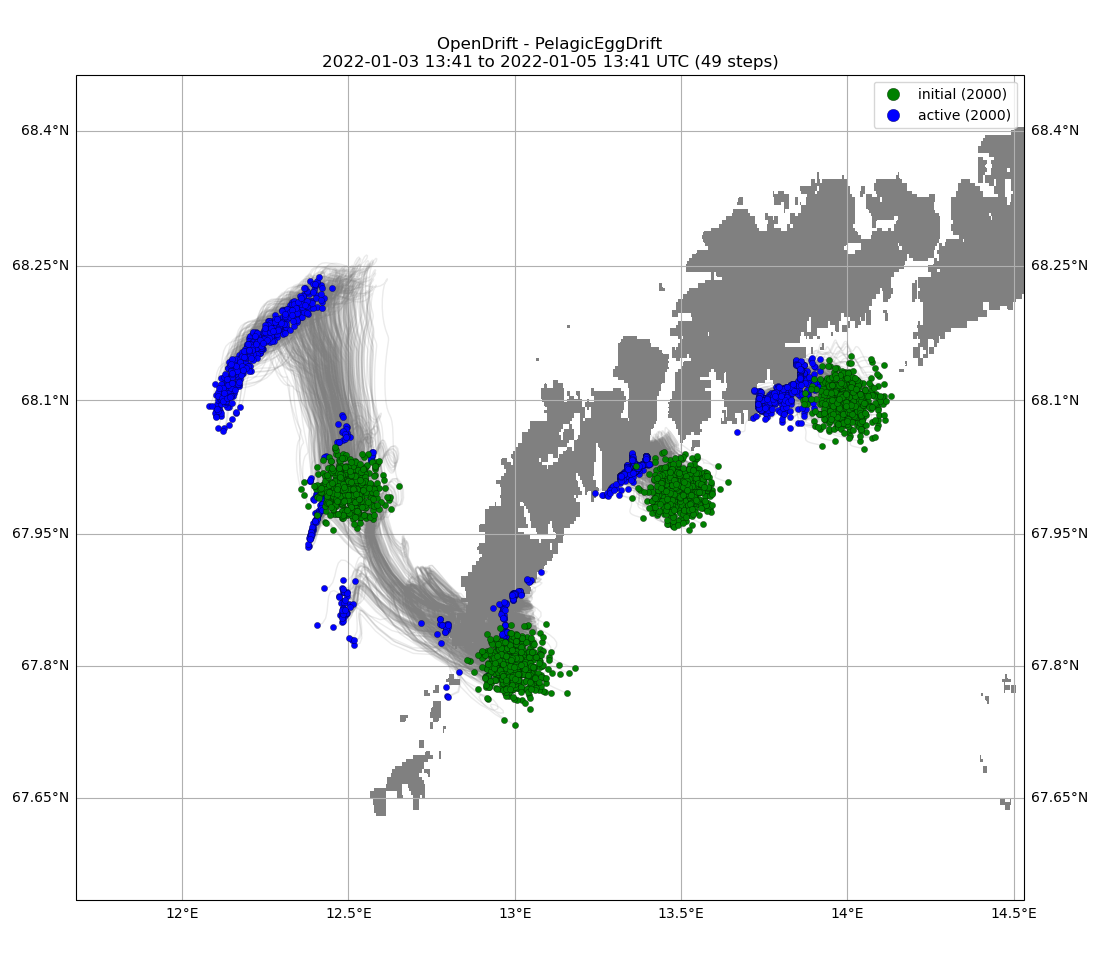 OpenDrift - PelagicEggDrift
2022-01-03 13:41 to 2022-01-05 13:41 UTC (49 steps)
initial (2000)
active (2000)
68.4°N
68.4°N
68.25°N
68.25°N
68.1°N
68.1°N
67.95°N
67.95°N
67.8°N
67.8°N
67.65°N
67.65°N
12°E
12.5°E
13°E
13.5°E
14°E
14.5°E